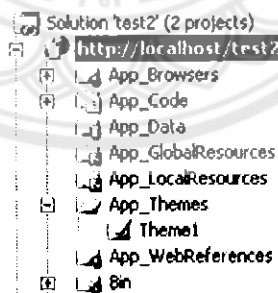 Solution 'test2' (2 projects)
http://localhost/test2
App_Browsers
App_Code
App_Data
App_GlobalResources
App_LocalResources
App_Themes
Theme1
App_WebReferences
Bin